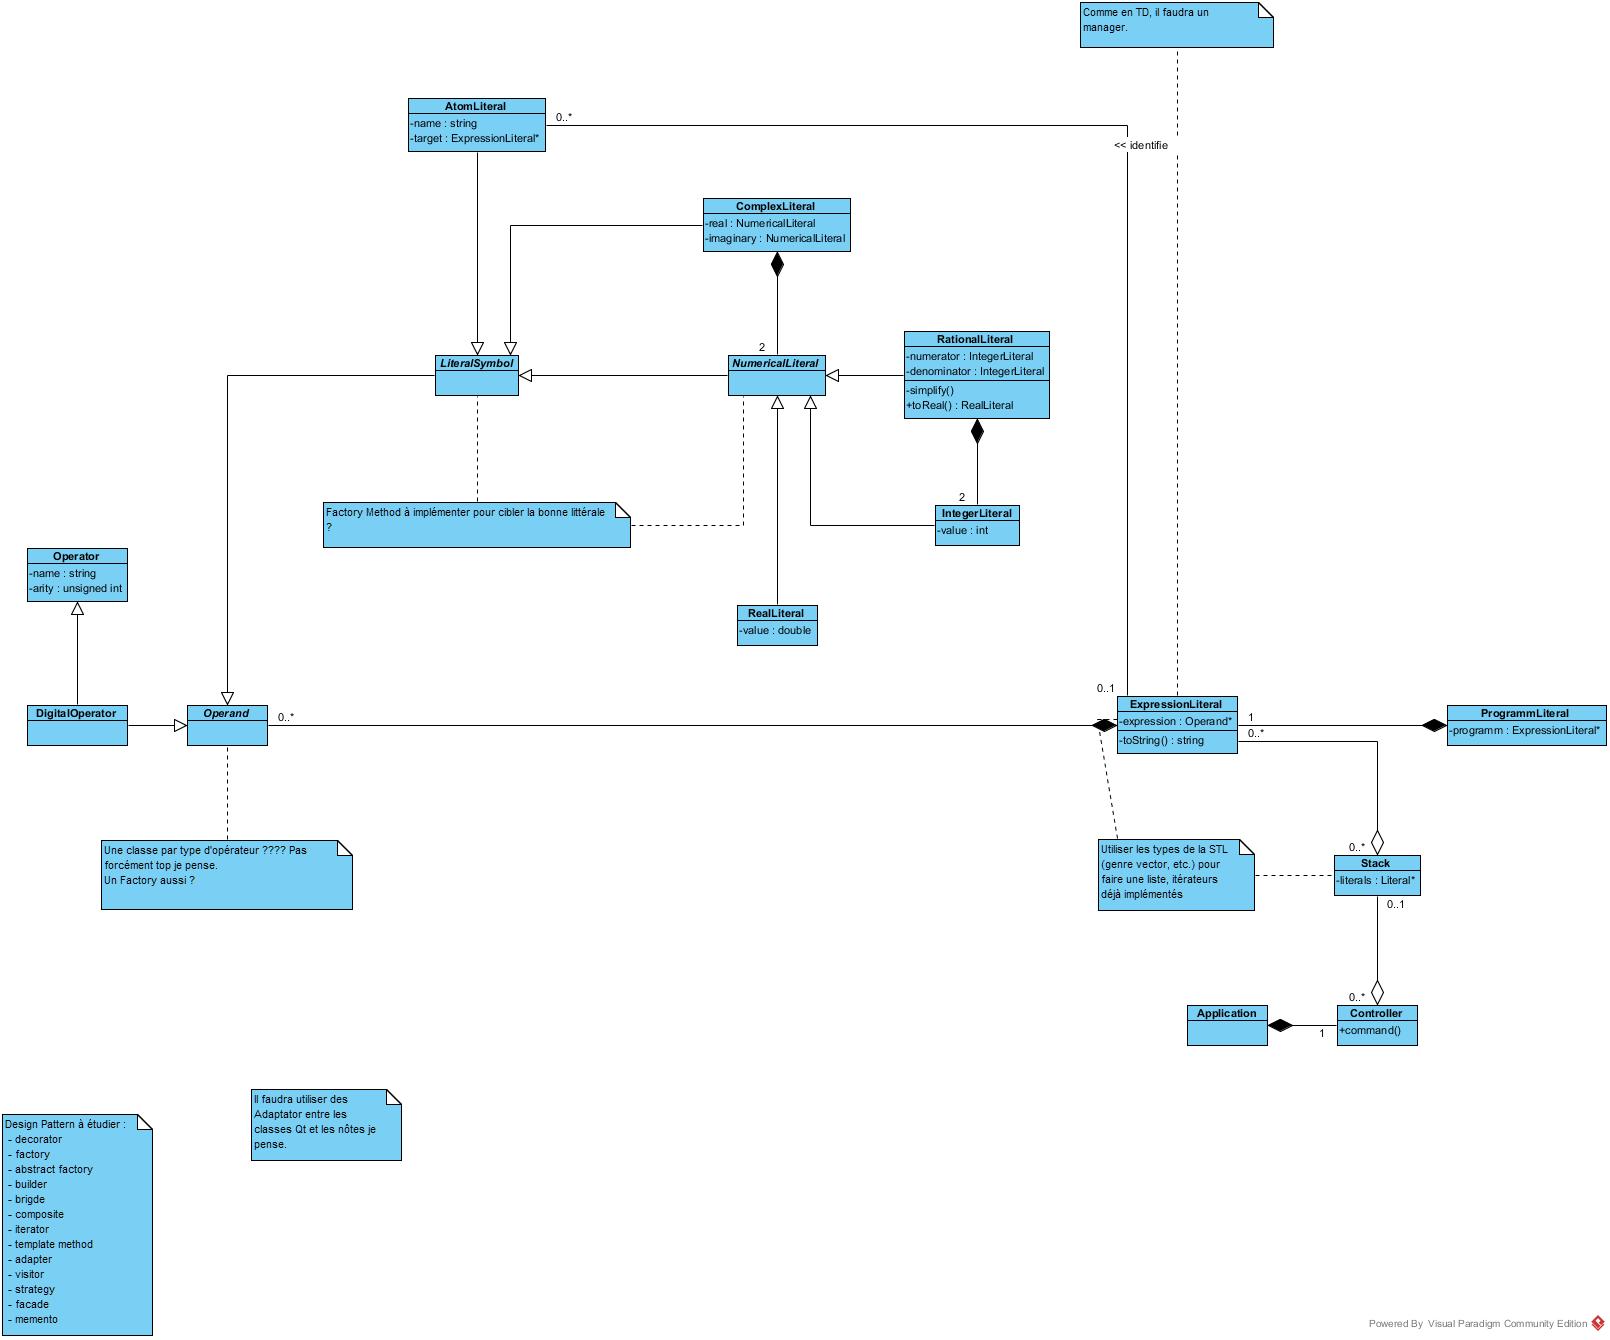 Comme en TD, il faudra un
manager.
AtomLiteral
-name : string
-target : ExpressionLiteral*
0..*
<< identifie
ComplexLiteral
-real : NumericalLiteral
-imaginary : NumericalLiteral
2
LiteralSymbol
NumericalLiteral
RationalLiteral
-numerator : IntegerLiteral
-denominator : IntegerLiteral
-simplify()
+toReal() : RealLiteral
2
IntegerLiteral
-value : int
Factory Method à implémenter pour cibler la bonne littérale
?
Operator
-name : string
-arity : unsigned int
RealLiteral
-value : double
DigitalOperator
Operand
0..*
0..1
ExpressionLiteral
-expression : Operand*
-toString() : string
1
0..*
ProgrammLiteral
-programm : ExpressionLiteral*
Une classe par type d'opérateur ???? Pas
forcément top je pense.
Un Factory aussi ?
Utiliser les types de la STL
(genre vector, etc.) pour
faire une liste, itérateurs
déjà implémentés
0..*
Stack
-literals : Literal*
0..1
0..*
Application
1
Controller
+command()
Il faudra utiliser des
Adaptator entre les
classes Qt et les nôtes je
pense.
Design Pattern à étudier :
- decorator
- factory
- abstract factory
- builder
- brigde
- composite
- iterator
- template method
- adapter
- visitor
- strategy
- facade
- memento
Powered By Visual Paradigm Community Edition